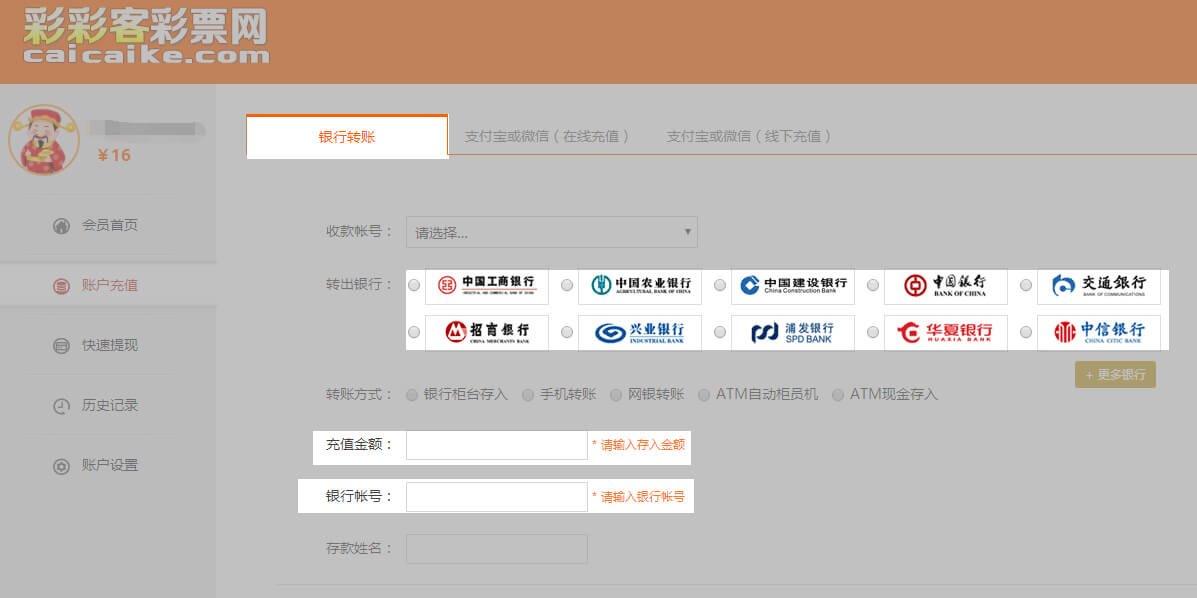 彩彩客彩票网
caicaike.com
¥16
会员首页
账户充值
快速提现
历史记录
账户设置
银行转账 支付宝或微信（在线充值） 支付宝或微信（线下充值）
收款帐号： 请选择...
转出银行： 中国工商银行 中国农业银行 中国建设银行 中国银行 交通银行
INDUSTRIAL AND COMMERCIAL BANK OF CHINA AGRICULTURAL BANK OF CHINA China Construction Bank BANK OF CHINA BANK OF COMMUNICATIONS
招商银行 兴业银行 浦发银行 华夏银行 中信银行
CHINA MERCHANTS BANK INDUSTRIAL BANK SPD BANK HUAXIA BANK CHINA CITIC BANK
+ 更多银行
转账方式： 银行柜台存入 手机转账 网银转账 ATM自动柜员机 ATM现金存入
充值金额： * 请输入存入金额
银行帐号： * 请输入银行帐号
存款姓名：